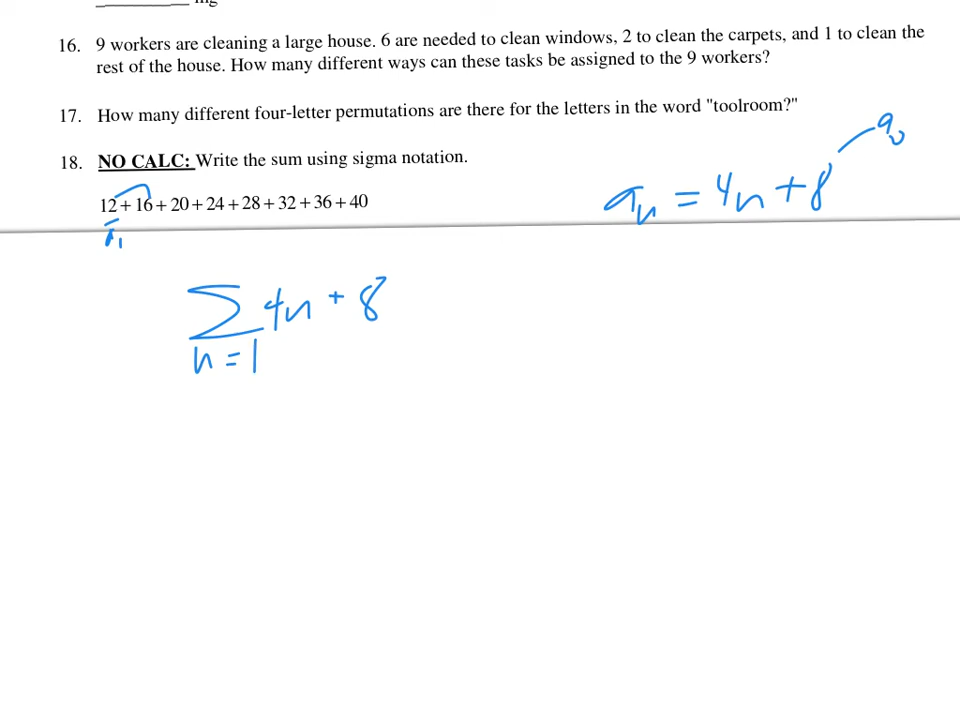 16. 9 workers are cleaning a large house. 6 are needed to clean windows, 2 to clean the carpets, and 1 to clean the
rest of the house. How many different ways can these tasks be assigned to the 9 workers?
17. How many different four-letter permutations are there for the letters in the word "toolroom?"
18. NO CALC: Write the sum using sigma notation.
12+16+20+24+28+32+36+40
aₙ = 4n+8
a₀
∑ 4n + 8
n=1